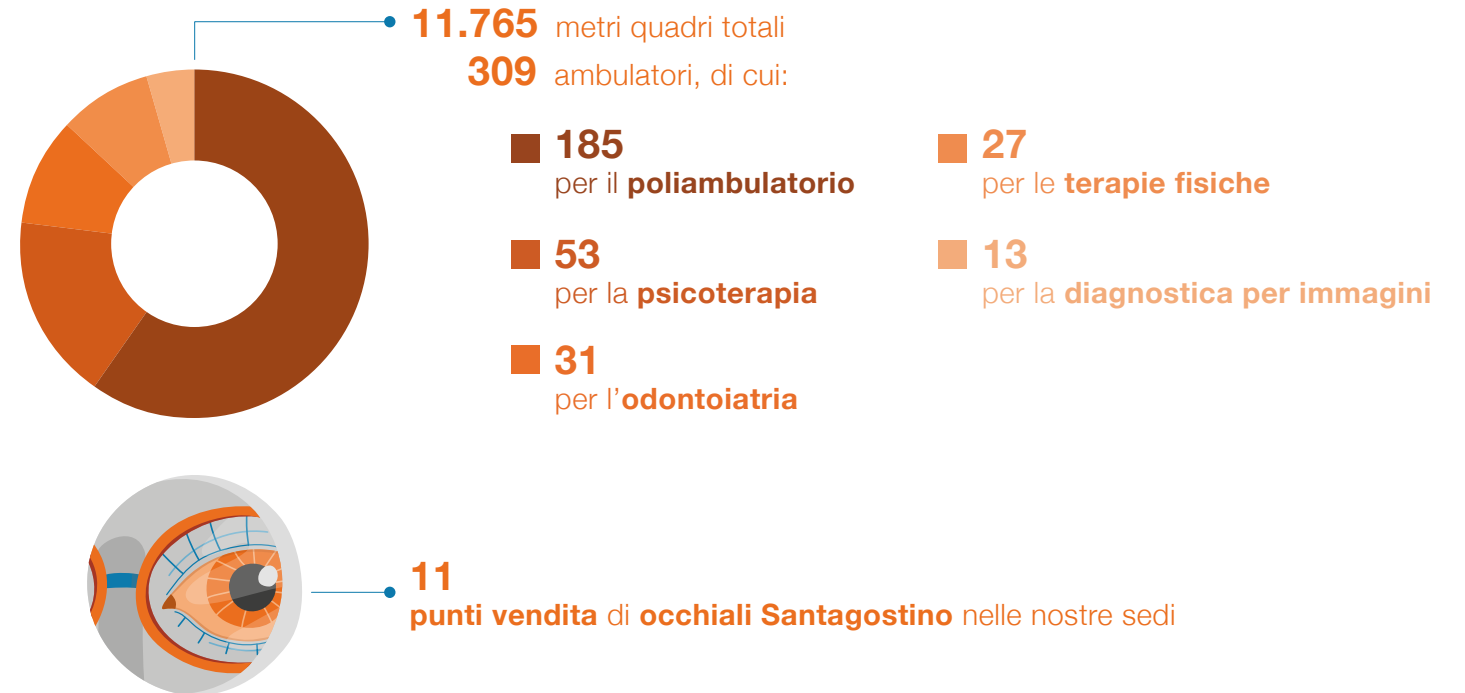 11.765 metri quadri totali
309 ambulatori, di cui:
185
per il poliambulatorio
53
per la psicoterapia
31
per l’odontoiatria
27
per le terapie fisiche
13
per la diagnostica per immagini
11
punti vendita di occhiali Santagostino nelle nostre sedi